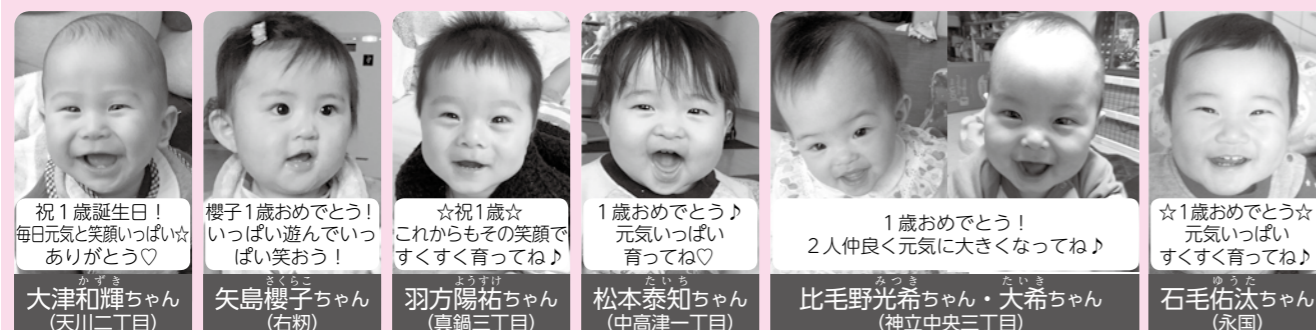 祝1歳誕生日!
毎日元気と笑顔いっぱい☆
ありがとう♡
かずき
大津和輝ちゃん
(天川二丁目)
櫻子1歳おめでとう!
いっぱい遊んでいっ
ぱい笑おう!
さくらこ
矢島櫻子ちゃん
(右籾)
☆祝1歳☆
これからもその笑顔で
すくすく育ってね♪
ようすけ
羽方陽祐ちゃん
(真鍋三丁目)
1歳おめでとう♪
元気いっぱい
育ってね♡
たいち
松本泰知ちゃん
(中高津一丁目)
1歳おめでとう!
2人仲良く元気に大きくなってね♪
みつき たいき
比毛野光希ちゃん・大希ちゃん
(神立中央三丁目)
☆1歳おめでとう☆
元気いっぱい
すくすく育ってね♪
ゆうた
石毛佑汰ちゃん
(永国)